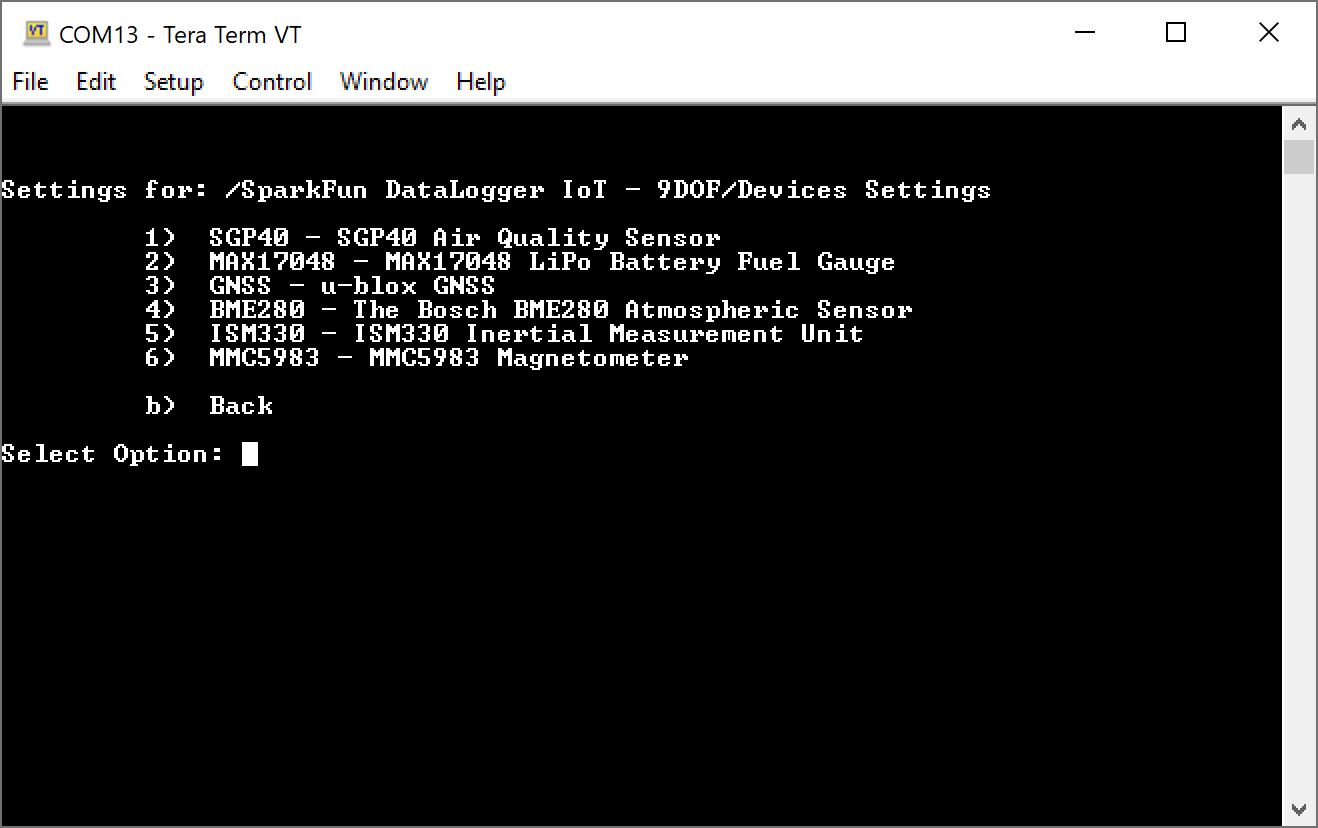 COM13 - Tera Term VT
File Edit Setup Control Window Help
Settings for: /SparkFun DataLogger IoT - 9DOF/Devices Settings
1) SGP40 - SGP40 Air Quality Sensor
2) MAX17048 - MAX17048 LiPo Battery Fuel Gauge
3) GNSS - u-blox GNSS
4) BME280 - The Bosch BME280 Atmospheric Sensor
5) ISM330 - ISM330 Inertial Measurement Unit
6) MMC5983 - MMC5983 Magnetometer
b) Back
Select Option: